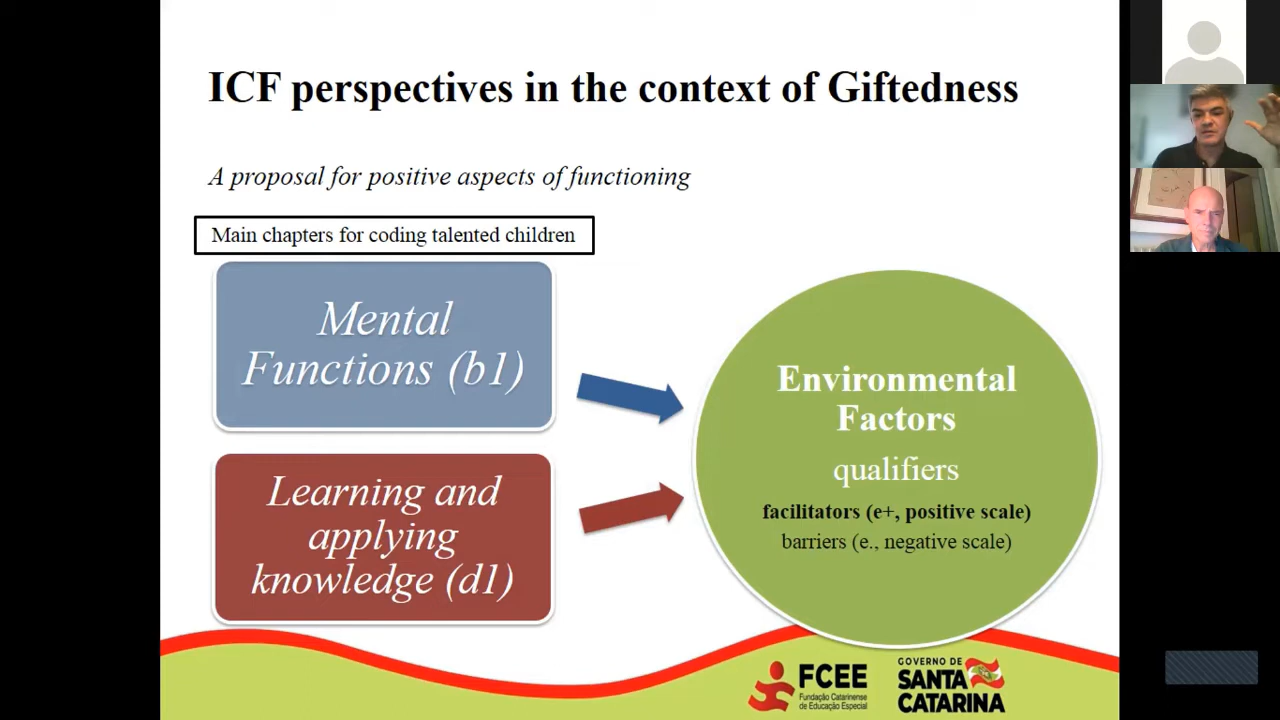 ICF perspectives in the context of Giftedness
A proposal for positive aspects of functioning
Main chapters for coding talented children
Mental
Functions (b1)
Learning and
applying
knowledge (d1)
Environmental
Factors
qualifiers
facilitators (e+, positive scale)
barriers (e., negative scale)
FCEE
Fundação Catarinense
de Educação Especial
GOVERNO DE
SANTA
CATARINA